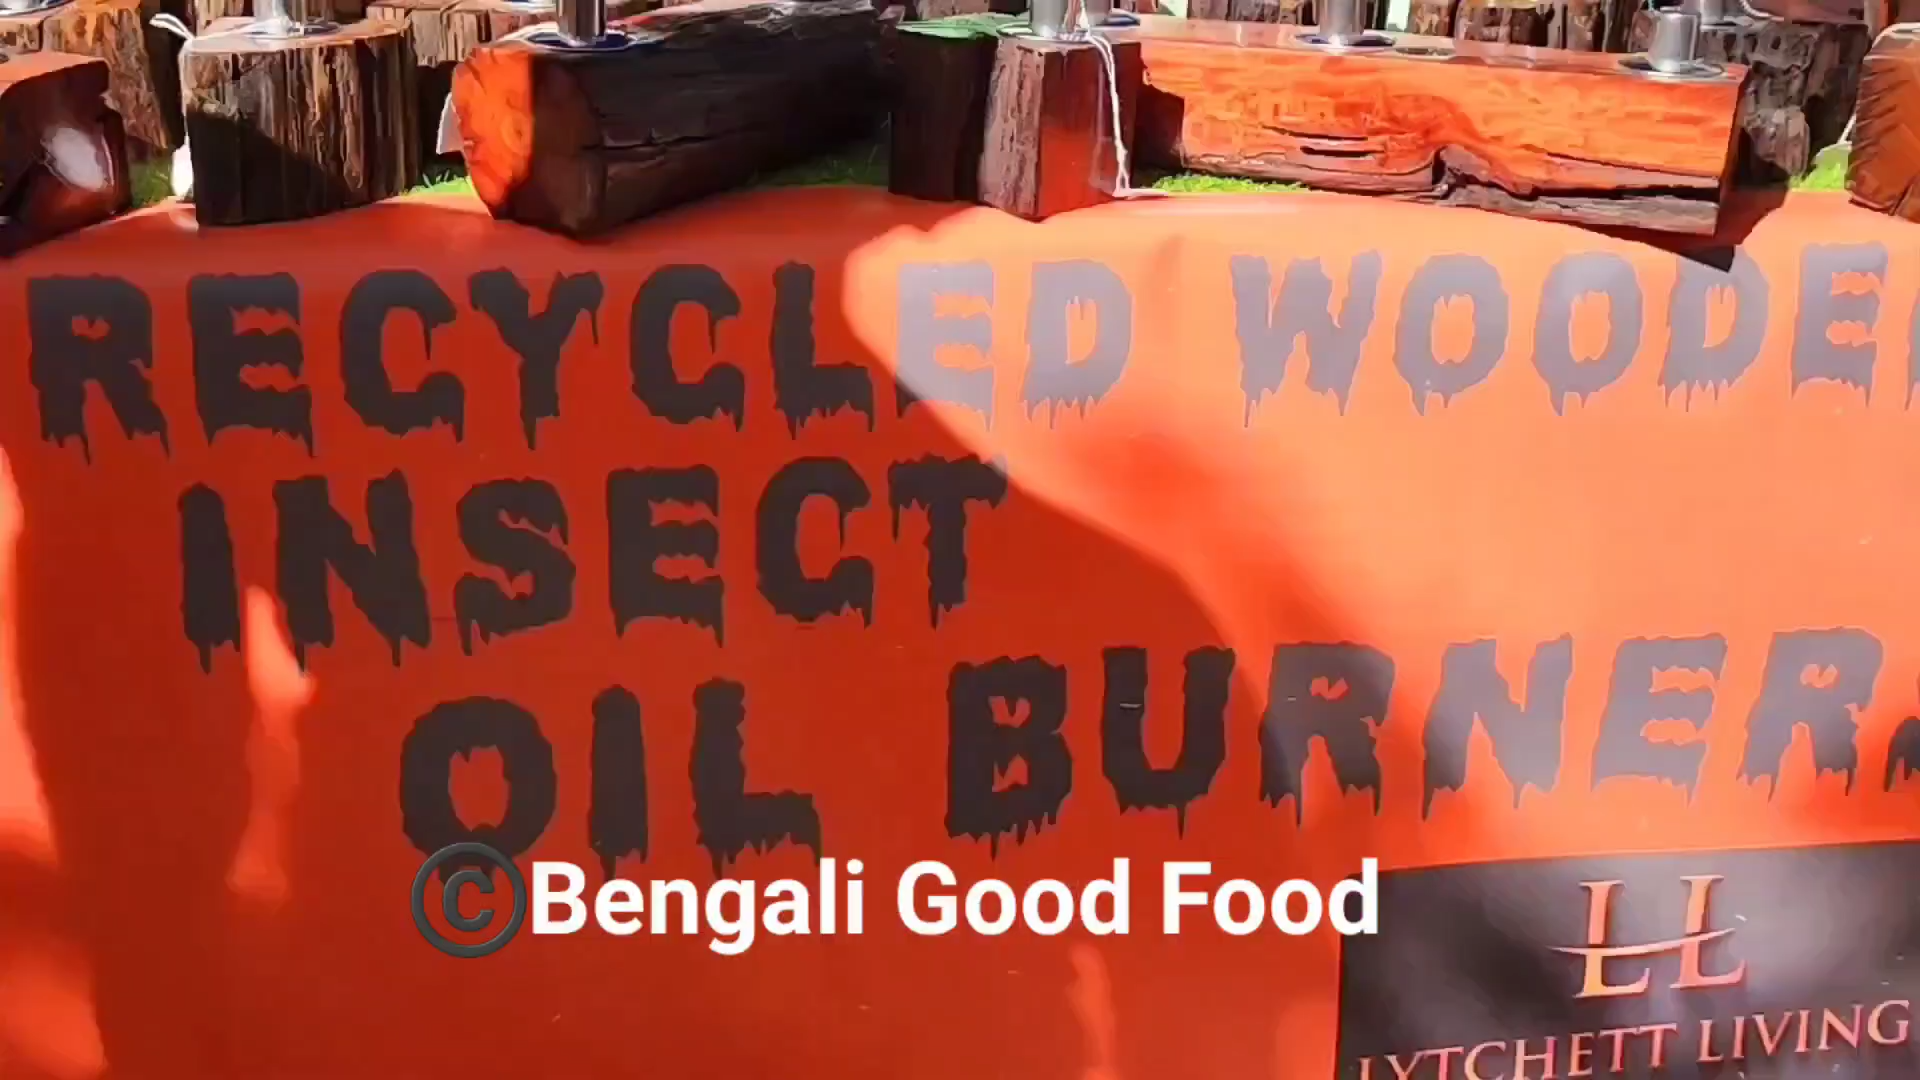 RECYCLED WOODE
INSECT
OIL BURNER
©Bengali Good Food
LL
LYTCHETT LIVING